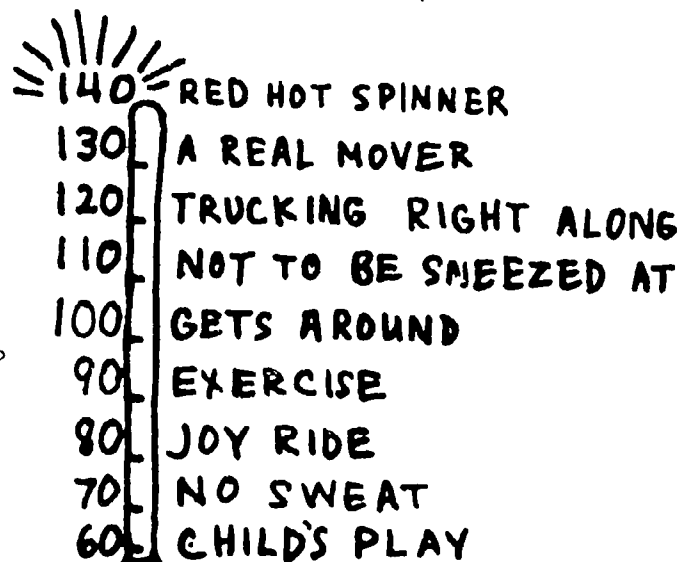 140 RED HOT SPINNER
130 A REAL MOVER
120 TRUCKING RIGHT ALONG
110 NOT TO BE SNEEZED AT
100 GETS AROUND
90 EXERCISE
80 JOY RIDE
70 NO SWEAT
60 CHILD'S PLAY